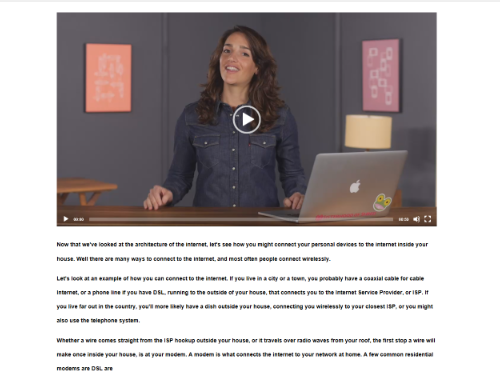 00:00
00:00
Now that we've looked at the architecture of the internet, let's see how you might connect your personal devices to the internet inside your
house. Well there are many ways to connect to the internet, and most often people connect wirelessly.
Let's look at an example of how you can connect to the internet. If you live in a city or a town, you probably have a coaxial cable for cable
Internet, or a phone line if you have DSL, running to the outside of your house, that connects you to the Internet Service Provider, or ISP. If
you live far out in the country, you'll more likely have a dish outside your house, connecting you wirelessly to your closest ISP, or you might
also use the telephone system.
Whether a wire comes straight from the ISP hookup outside your house, or it travels over radio waves from your roof, the first stop a wire will
make once inside your house, is at your modem. A modem is what connects the internet to your network at home. A few common residential
modems are DSL are